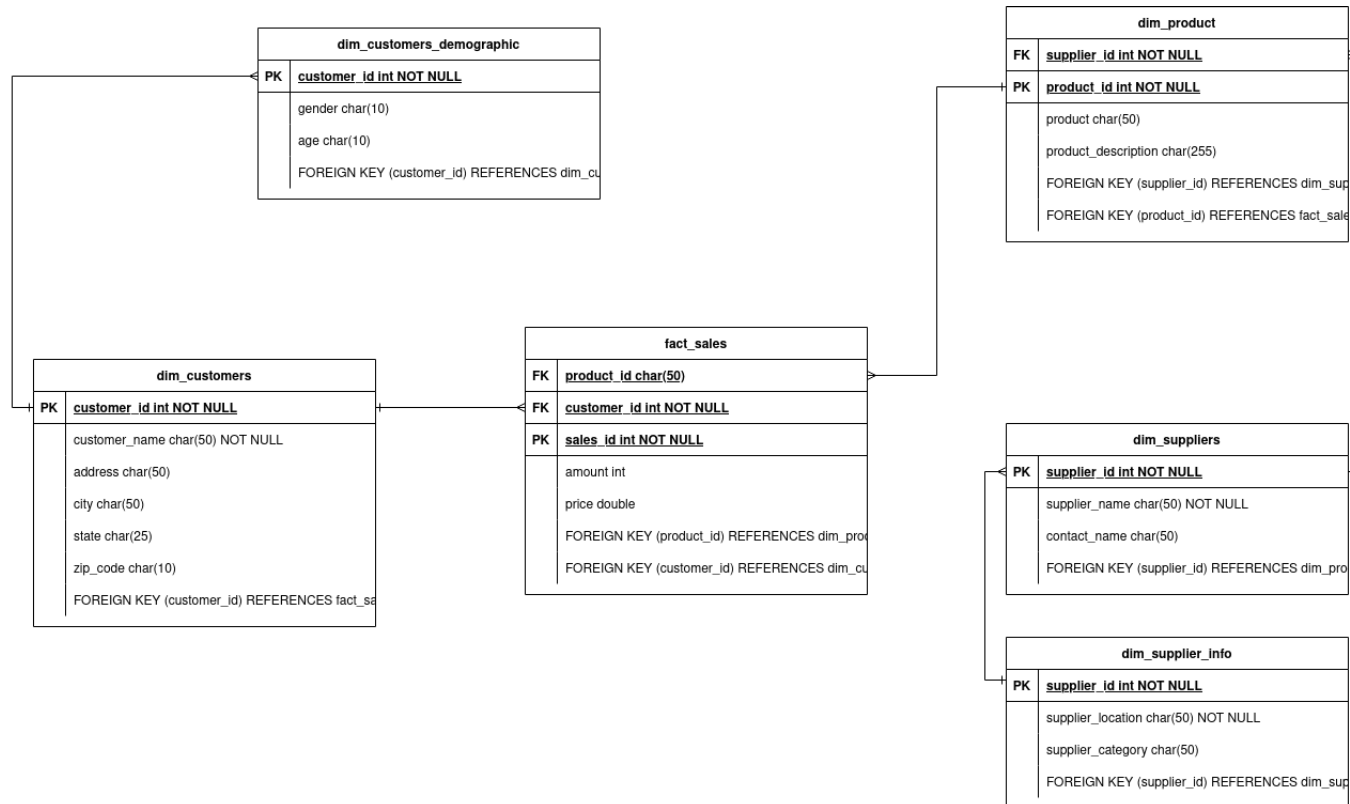 dim_customers_demographic
PK customer_id int NOT NULL
gender char(10)
age char(10)
FOREIGN KEY (customer_id) REFERENCES dim_cu
dim_product
FK supplier_id int NOT NULL
PK product_id int NOT NULL
product char(50)
product_description char(255)
FOREIGN KEY (supplier_id) REFERENCES dim_sup
FOREIGN KEY (product_id) REFERENCES fact_sale
dim_customers
PK customer_id int NOT NULL
customer_name char(50) NOT NULL
address char(50)
city char(50)
state char(25)
zip_code char(10)
FOREIGN KEY (customer_id) REFERENCES fact_sa
fact_sales
FK product_id char(50)
FK customer_id int NOT NULL
PK sales_id int NOT NULL
amount int
price double
FOREIGN KEY (product_id) REFERENCES dim_prod
FOREIGN KEY (customer_id) REFERENCES dim_cu
dim_suppliers
PK supplier_id int NOT NULL
supplier_name char(50) NOT NULL
contact_name char(50)
FOREIGN KEY (supplier_id) REFERENCES dim_pro
dim_supplier_info
PK supplier_id int NOT NULL
supplier_location char(50) NOT NULL
supplier_category char(50)
FOREIGN KEY (supplier_id) REFERENCES dim_sup